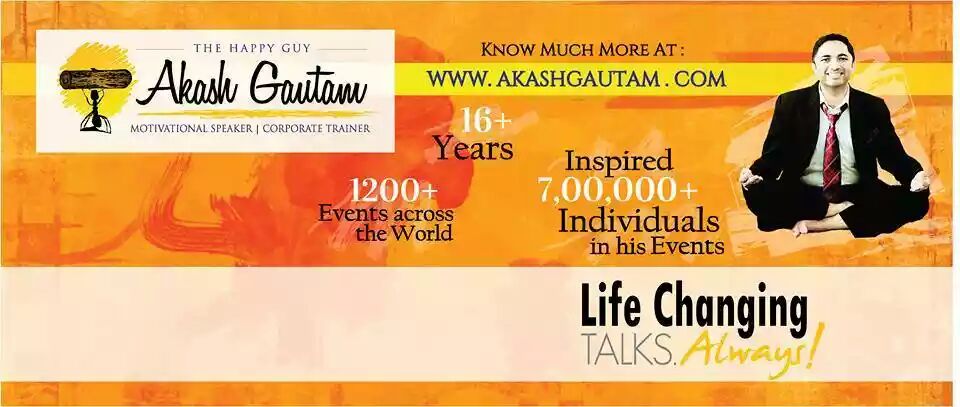 THE HAPPY GUY
Akash Gautam
MOTIVATIONAL SPEAKER | CORPORATE TRAINER
KNOW MUCH MORE AT :
WWW. AKASHGAUTAM . COM
16+
Years
1200+
Events across
the World
Inspired
7,00,000+
Individuals
in his Events
Life Changing
TALKS. Always!